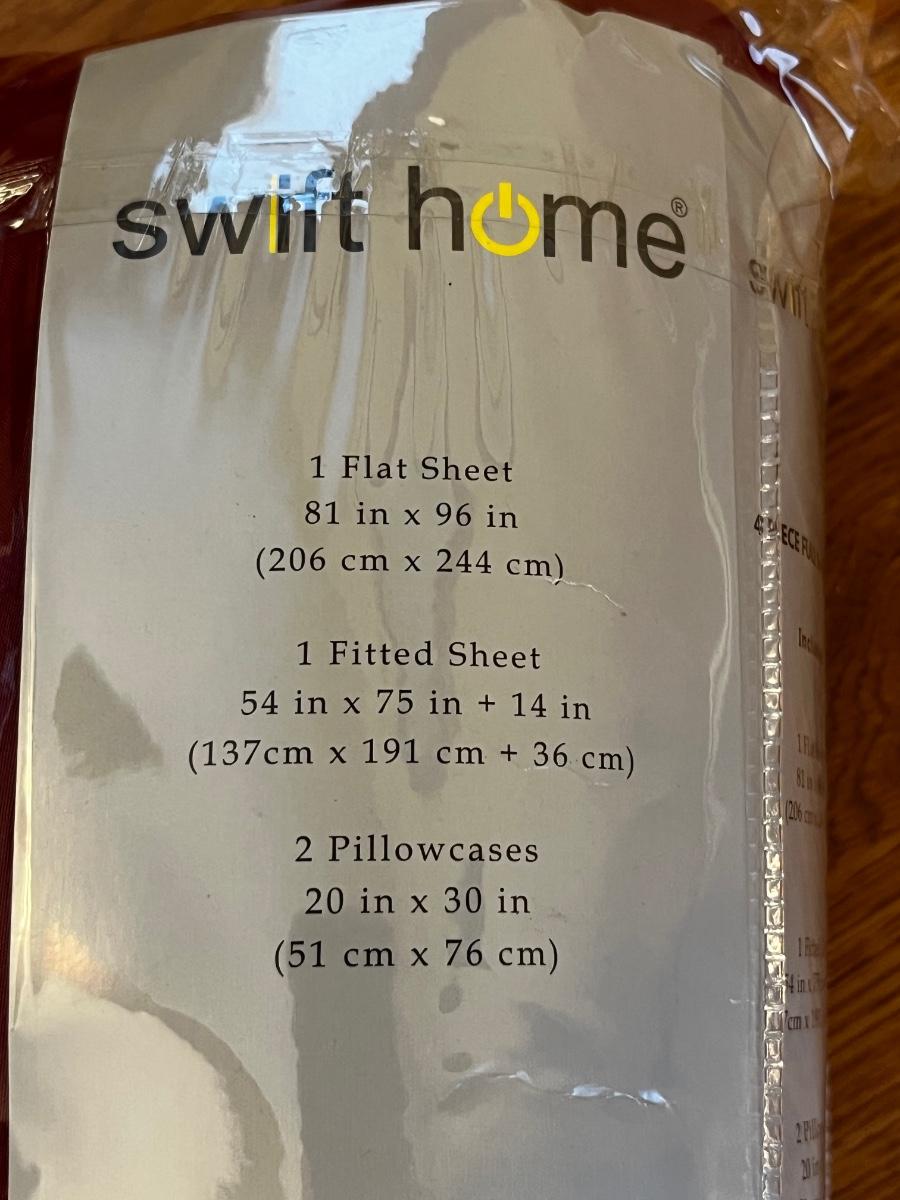 swift home®
1 Flat Sheet
81 in x 96 in
(206 cm x 244 cm)
1 Fitted Sheet
54 in x 75 in + 14 in
(137cm x 191 cm + 36 cm)
2 Pillowcases
20 in x 30 in
(51 cm x 76 cm)